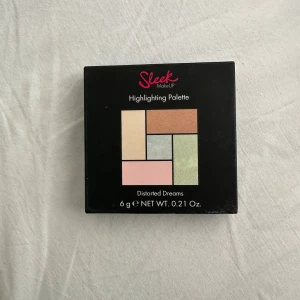 Sleek
MakeUP
Highlighting Palette
Distorted Dreams
6 g ℮ NET WT. 0.21 Oz.